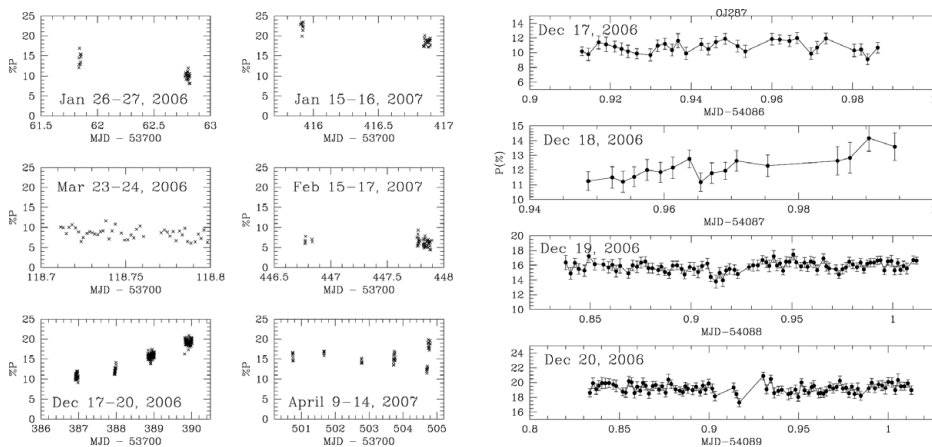 25
20
15
10
5
0
%P
Jan 26-27, 2006
61.5 62 62.5 63
MJD - 53700
25
20
15
10
5
0
%P
Jan 15-16, 2007
416 416.5 417
MJD - 53700
25
20
15
10
5
0
%P
Mar 23-24, 2006
118.7 118.75 118.8
MJD - 53700
25
20
15
10
5
0
%P
Feb 15-17, 2007
446.5 447 447.5 448
MJD - 53700
25
20
15
10
5
0
%P
Dec 17-20, 2006
386 387 388 389 390
MJD - 53700
25
20
15
10
5
0
%P
April 9-14, 2007
501 502 503 504 505
MJD - 53700
OJ287
16
14
12
10
8
6
Dec 17, 2006
0.9 0.92 0.94 0.96 0.98
MJD-54086
P(%)
15
14
13
12
11
10
Dec 18, 2006
0.94 0.96 0.98
MJD-54087
20
18
16
14
12
10
Dec 19, 2006
0.85 0.9 0.95 1
MJD-54088
24
22
20
18
16
Dec 20, 2006
0.8 0.85 0.9 0.95 1
MJD-54089